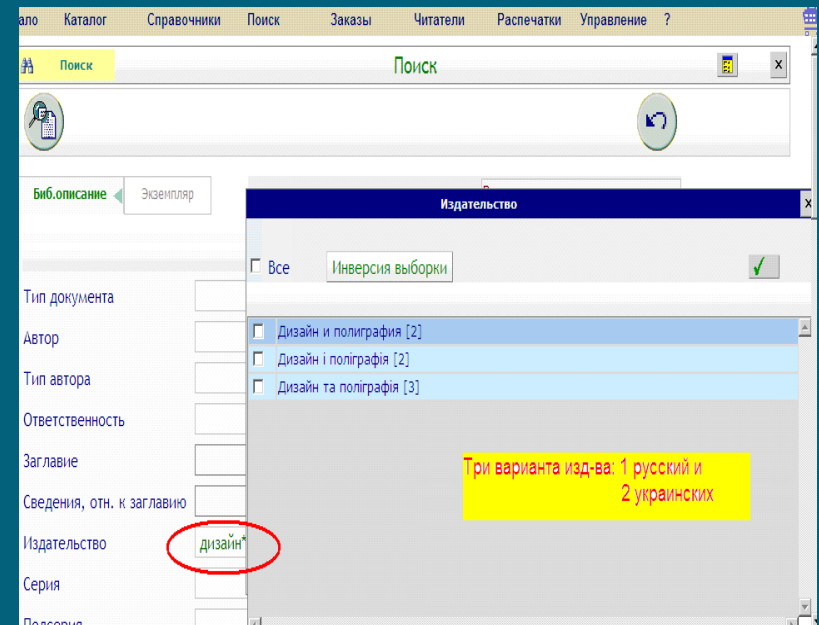 ало Каталог Справочники Поиск Заказы Читатели Распечатки Управление ?
Поиск
Поиск
x
Биб.описание
Экземпляр
Издательство
x
Все
Инверсия выборки
Тип документа
Автор
Тип автора
Ответственность
Заглавие
Сведения, отн. к заглавию
Издательство
дизайн*
Серия
Подсерия
Дизайн и полиграфия [2]
Дизайн і поліграфія [2]
Дизайн та поліграфія [3]
Три варианта изд-ва: 1 русский и
2 украинских